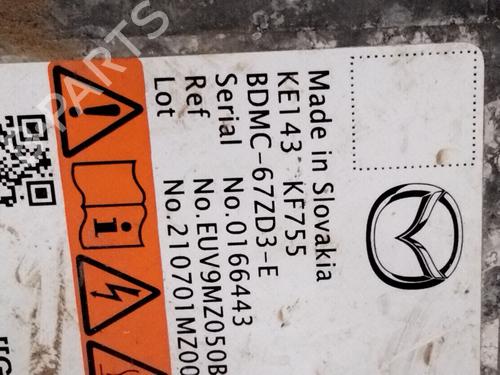 Made in Slovakia
KE143 KF755
BDMC-67ZD3-E
Serial No.0166443
Ref No.EUV9MZ050B
Lot No.210701MZ00
PARTS